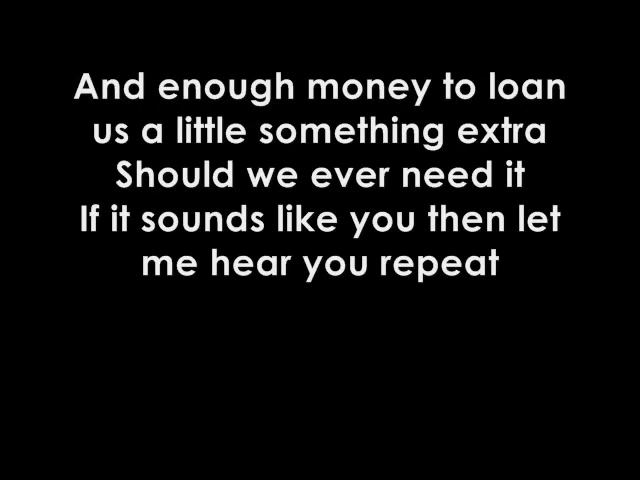 And enough money to loan
us a little something extra
Should we ever need it
If it sounds like you then let
me hear you repeat